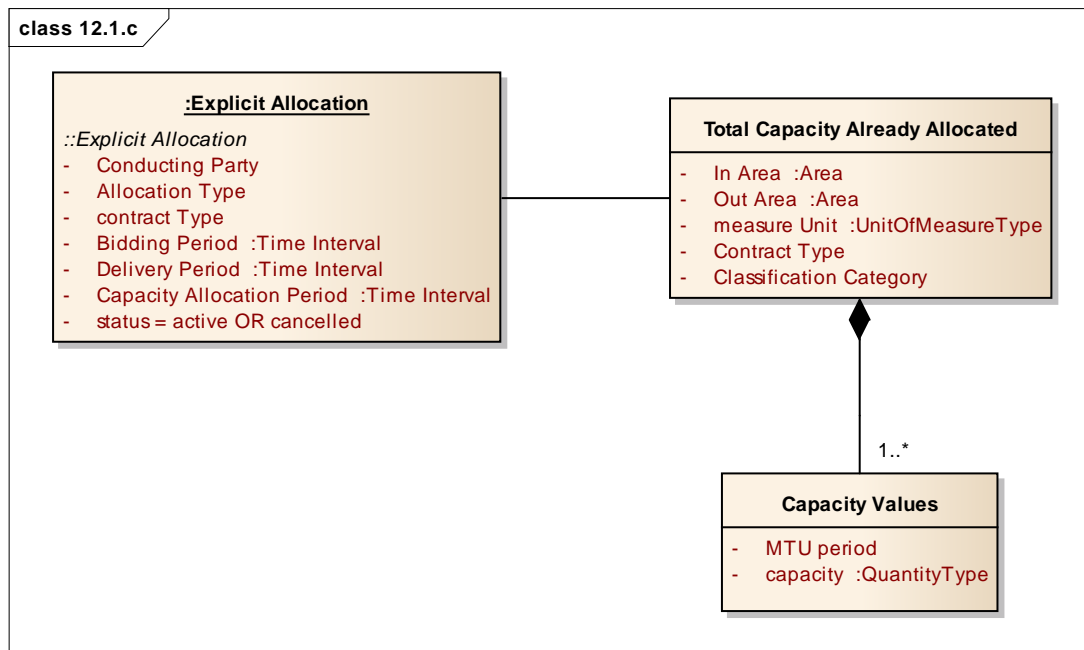 class 12.1.c
:Explicit Allocation
::Explicit Allocation
- Conducting Party
- Allocation Type
- contract Type
- Bidding Period :Time Interval
- Delivery Period :Time Interval
- Capacity Allocation Period :Time Interval
- status = active OR cancelled
Total Capacity Already Allocated
- In Area :Area
- Out Area :Area
- measure Unit :UnitOfMeasureType
- Contract Type
- Classification Category
1..*
Capacity Values
- MTU period
- capacity :QuantityType